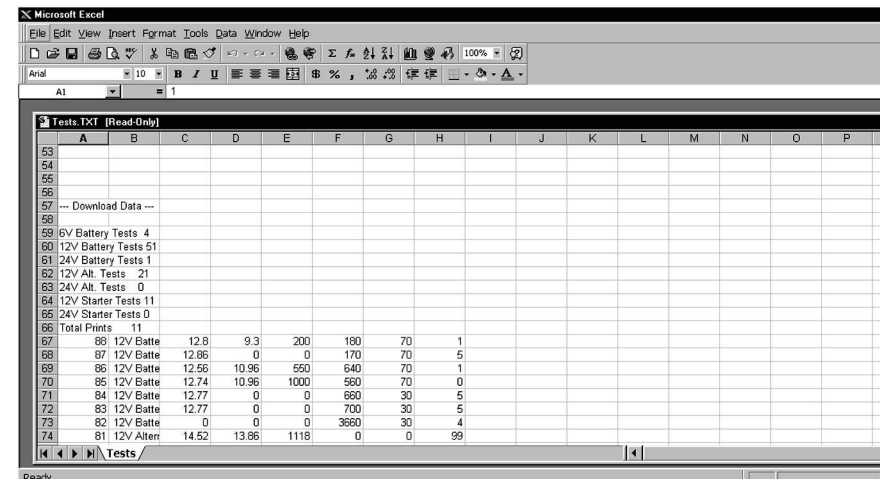 Microsoft Excel
File Edit View Insert Format Tools Data Window Help
Σ fx 100%
Arial 10 B I U $ % ,
A1 = 1
Tests.TXT [Read-Only]
A B C D E F G H I J K L M N O P
53
54
55
56
57 --- Download Data ---
58
59 6V Battery Tests 4
60 12V Battery Tests 51
61 24V Battery Tests 1
62 12V Alt. Tests 21
63 24V Alt. Tests 0
64 12V Starter Tests 11
65 24V Starter Tests 0
66 Total Prints 11
67 88 12V Batte 12.8 9.3 200 180 70 1
68 87 12V Batte 12.86 0 0 170 70 5
69 86 12V Batte 12.56 10.96 550 640 70 1
70 85 12V Batte 12.74 10.96 1000 560 70 0
71 84 12V Batte 12.77 0 0 660 30 5
72 83 12V Batte 12.77 0 0 700 30 5
73 82 12V Batte 0 0 0 3660 30 4
74 81 12V Altern 14.52 13.86 1118 0 0 99
Tests
Ready